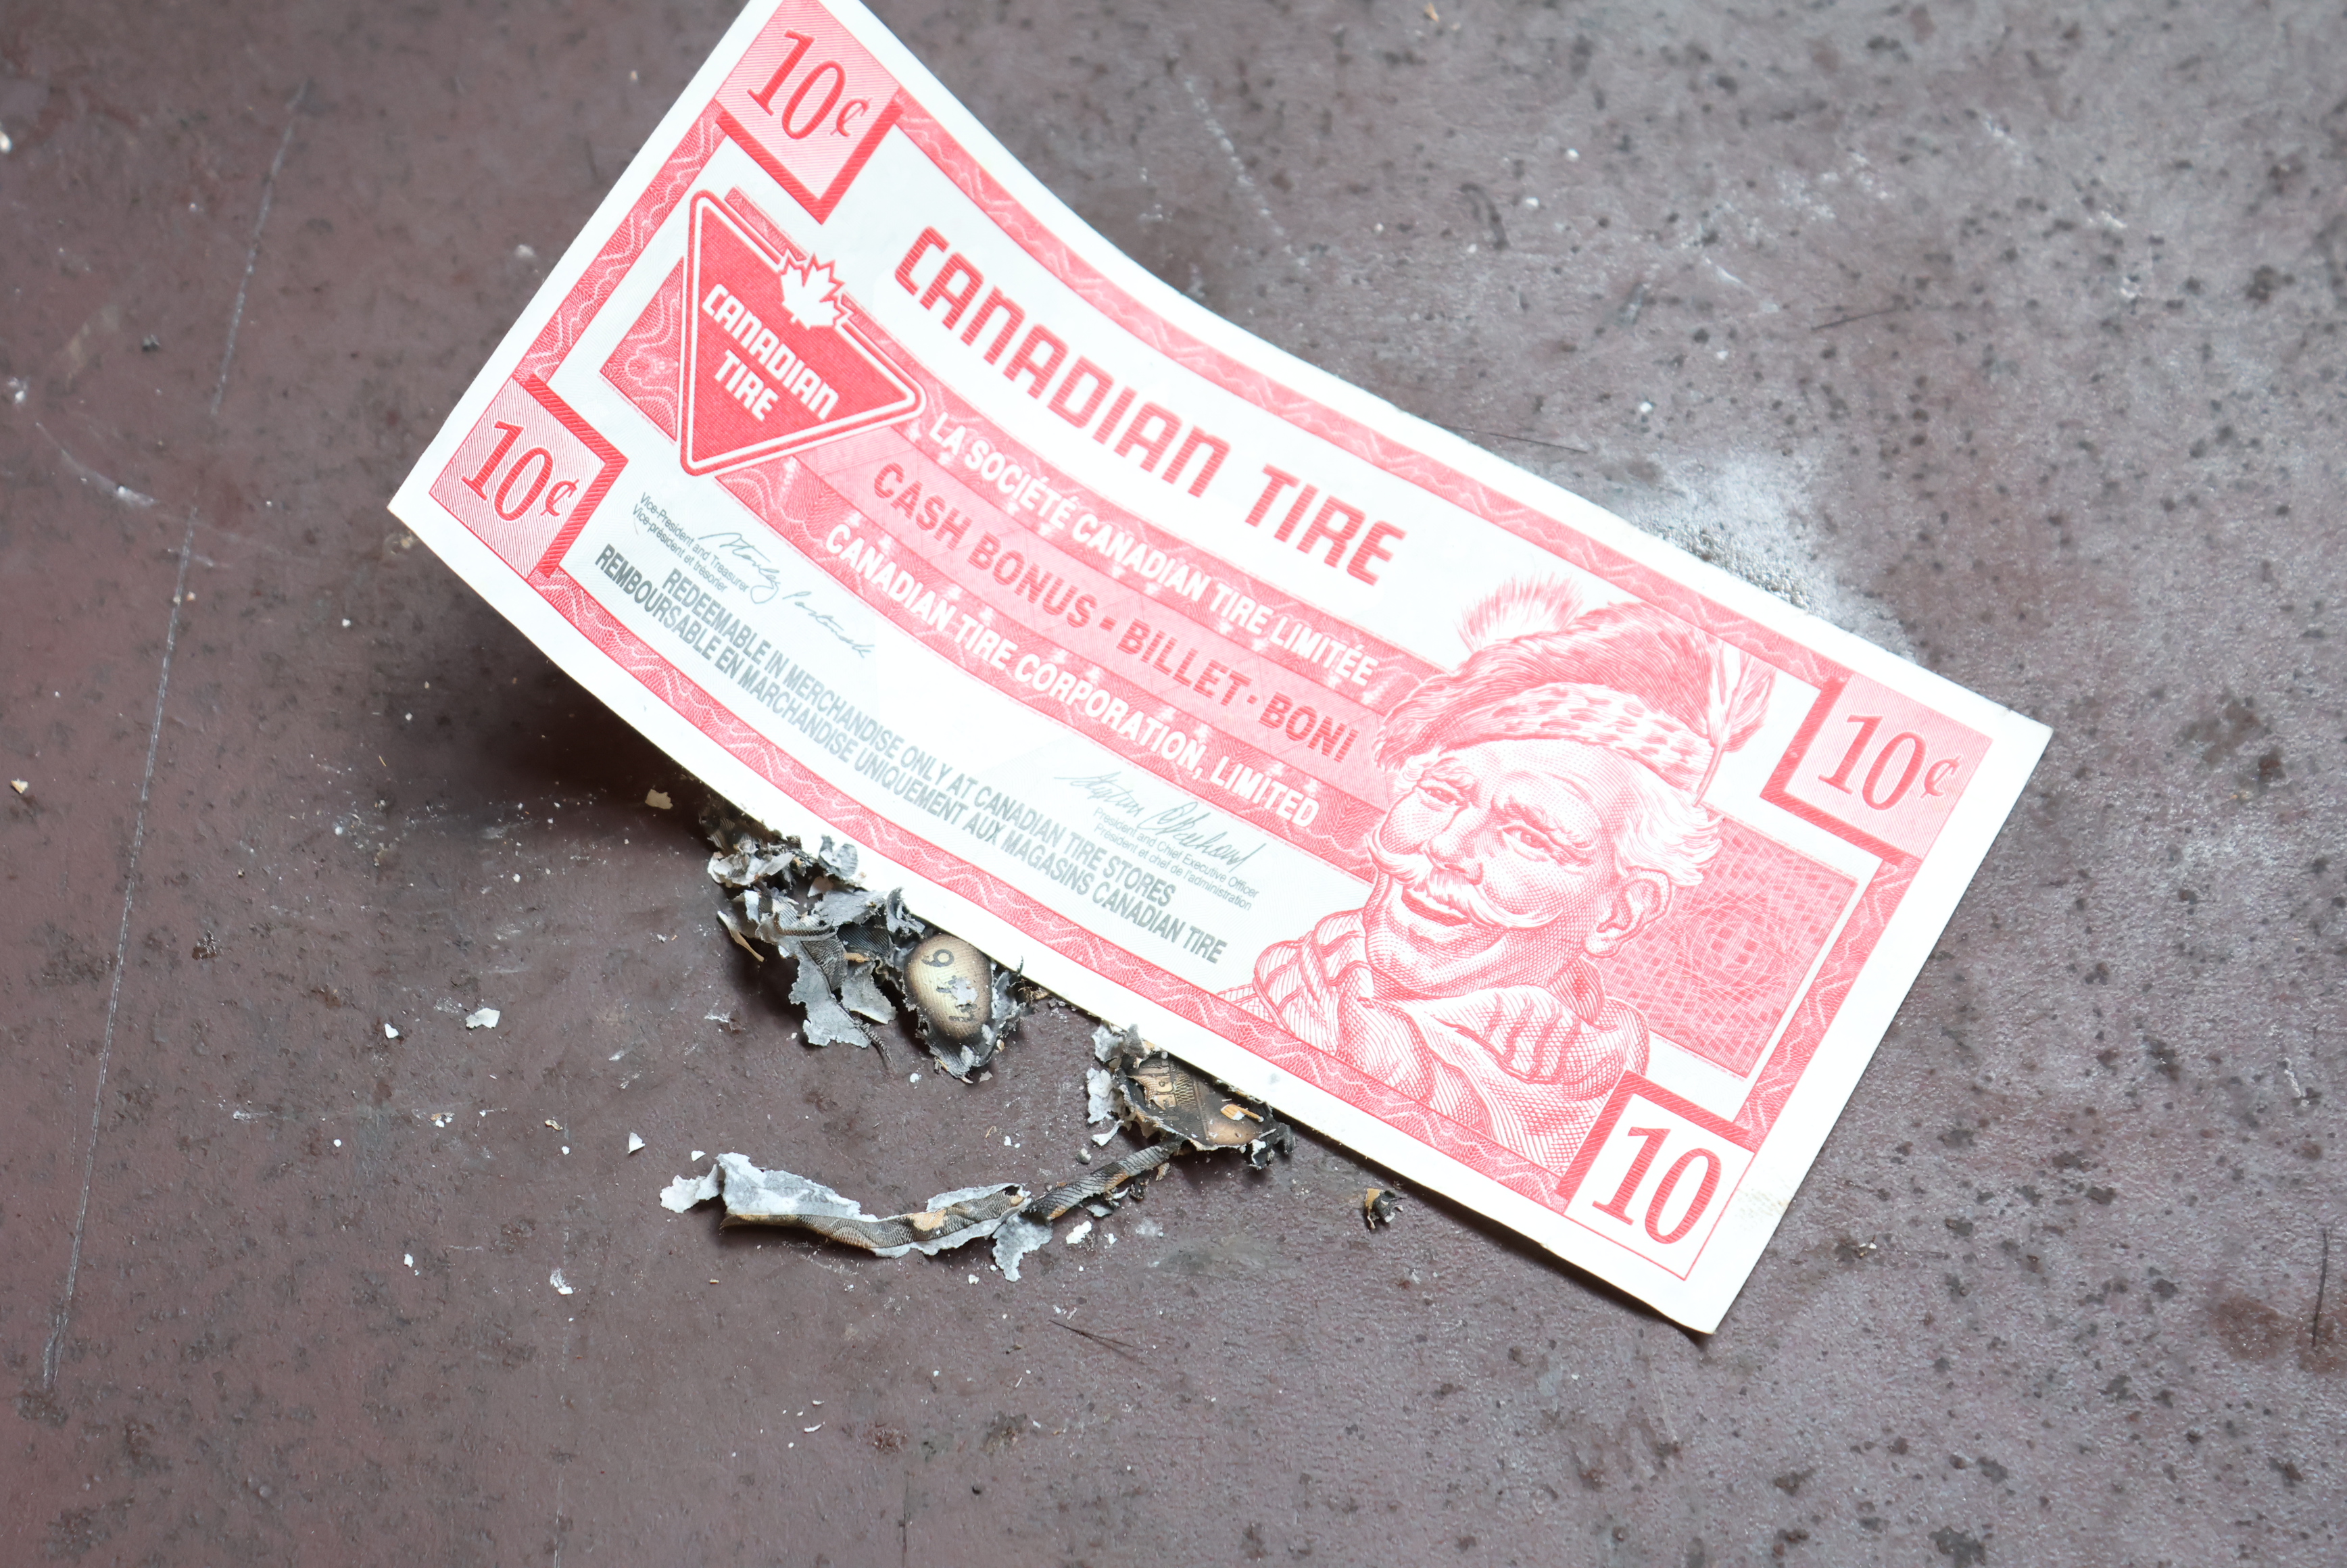 10¢
CANADIAN TIRE
CANADIAN
TIRE
10¢
LA SOCIÉTÉ CANADIAN TIRE LIMITÉE
CASH BONUS • BILLET - BONI
CANADIAN TIRE CORPORATION, LIMITED
Vice-President and Treasurer
Vice-président et trésorier
REDEEMABLE IN MERCHANDISE ONLY AT CANADIAN TIRE STORES
REMBOURSABLE EN MARCHANDISE UNIQUEMENT AUX MAGASINS CANADIAN TIRE
President and Chief Executive Officer
Président et chef de l'administration
10¢
10
9